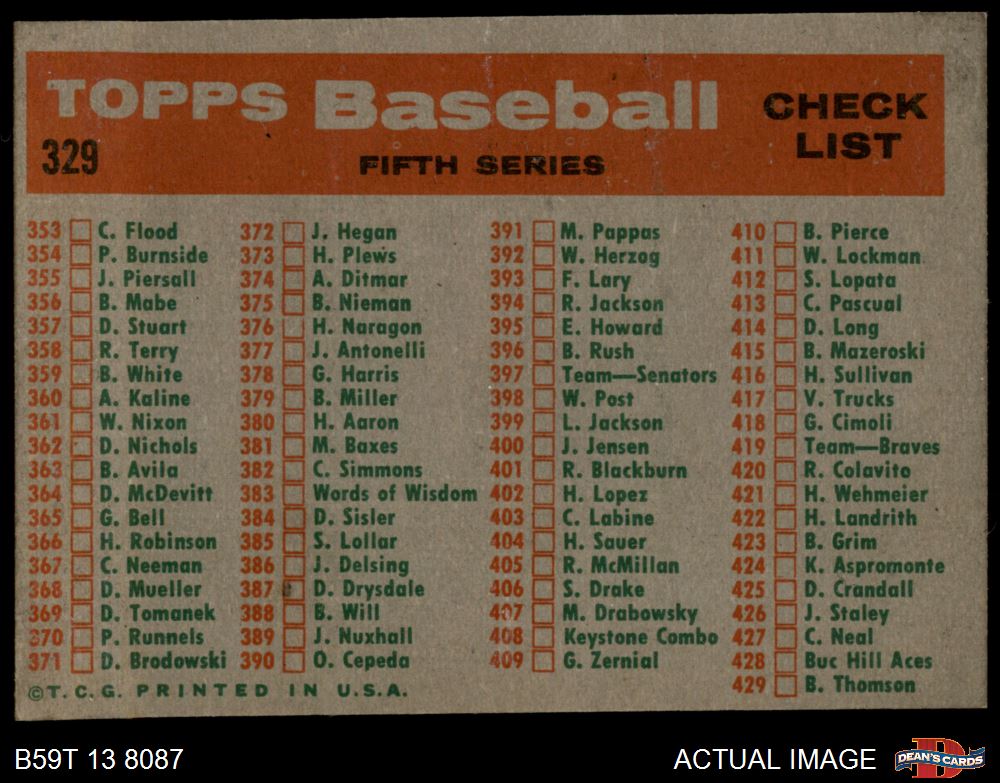 TOPPS Baseball CHECK LIST
329 FIFTH SERIES
353 C. Flood
354 P. Burnside
355 J. Piersall
356 B. Mabe
357 D. Stuart
358 R. Terry
359 B. White
360 A. Kaline
361 W. Nixon
362 D. Nichols
363 B. Avila
364 D. McDevitt
365 G. Bell
366 H. Robinson
367 C. Neeman
368 D. Mueller
369 D. Tomanek
370 P. Runnels
371 D. Brodowski
372 J. Hegan
373 H. Plews
374 A. Ditmar
375 B. Nieman
376 H. Naragon
377 J. Antonelli
378 G. Harris
379 B. Miller
380 H. Aaron
381 M. Baxes
382 C. Simmons
383 Words of Wisdom
384 D. Sisler
385 S. Lollar
386 J. Delsing
387 D. Drysdale
388 B. Will
389 J. Nuxhall
390 O. Cepeda
391 M. Pappas
392 W. Herzog
393 F. Lary
394 R. Jackson
395 E. Howard
396 B. Rush
397 Team—Senators
398 W. Post
399 L. Jackson
400 J. Jensen
401 R. Blackburn
402 H. Lopez
403 C. Labine
404 H. Sauer
405 R. McMillan
406 S. Drake
407 M. Drabowsky
408 Keystone Combo
409 G. Zernial
410 B. Pierce
411 W. Lockman
412 S. Lopata
413 C. Pascual
414 D. Long
415 B. Mazeroski
416 H. Sullivan
417 V. Trucks
418 G. Cimoli
419 Team—Braves
420 R. Colavito
421 H. Wehmeier
422 H. Landrith
423 B. Grim
424 K. Aspromonte
425 D. Crandall
426 J. Staley
427 C. Neal
428 Buc Hill Aces
429 B. Thomson
©T.C.G. PRINTED IN U.S.A.
B59T 13 8087
ACTUAL IMAGE
D
DEAN'S CARDS